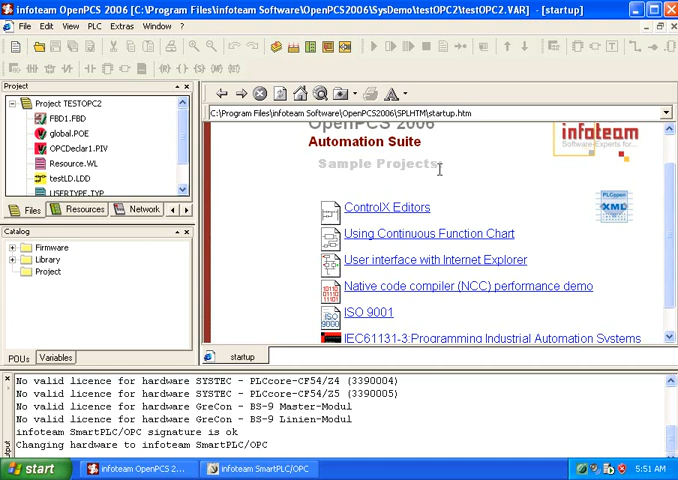 infoteam OpenPCS 2006 [C:\Program Files\infoteam Software\OpenPCS2006\SysDemo\testOPC2\testOPC2.VAR] - [startup]
File Edit View PLC Extras Window ?
Project
Project TESTOPC2
FBD1.FBD
global.POE
OPCDeclar1.PIV
Resource.WL
testLD.LDD
USERTYPE.TYP
Files Resources Network
Catalog
Firmware
Library
Project
POUs Variables
C:\Program Files\infoteam Software\OpenPCS2006\SPLHTM\startup.htm
OpenPCS 2006
Automation Suite
Sample Projects
infoteam
Software-Experts for...
PLCopen
XML
ControlX Editors
Using Continuous Function Chart
User interface with Internet Explorer
Native code compiler (NCC) performance demo
ISO 9000
ISO 9001
IEC61131-3:Programming Industrial Automation Systems
startup
No valid licence for hardware SYSTEC - PLCcore-CF54/Z4 (3390004)
No valid licence for hardware SYSTEC - PLCcore-CF54/Z5 (3390005)
No valid licence for hardware GreCon - BS-9 Master-Modul
No valid licence for hardware GreCon - BS-9 Linien-Modul
infoteam SmartPLC/OPC signature is ok
Changing hardware to infoteam SmartPLC/OPC
start infoteam OpenPCS 2... infoteam SmartPLC/OPC 5:51 AM